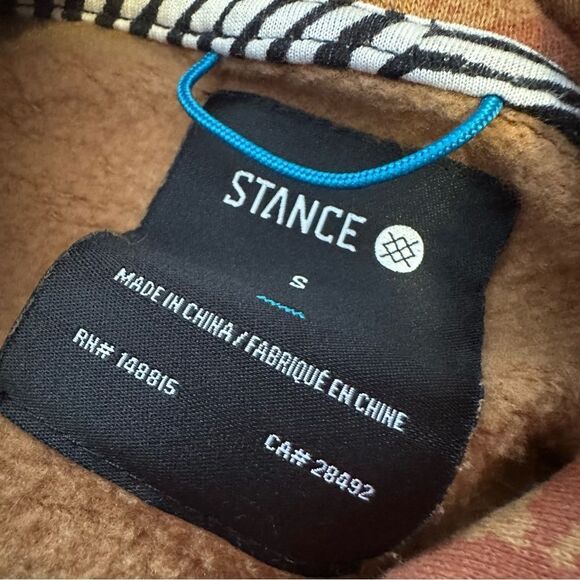 STANCE
S
MADE IN CHINA / FABRIQUÉ EN CHINE
RN# 148815
CA# 28492